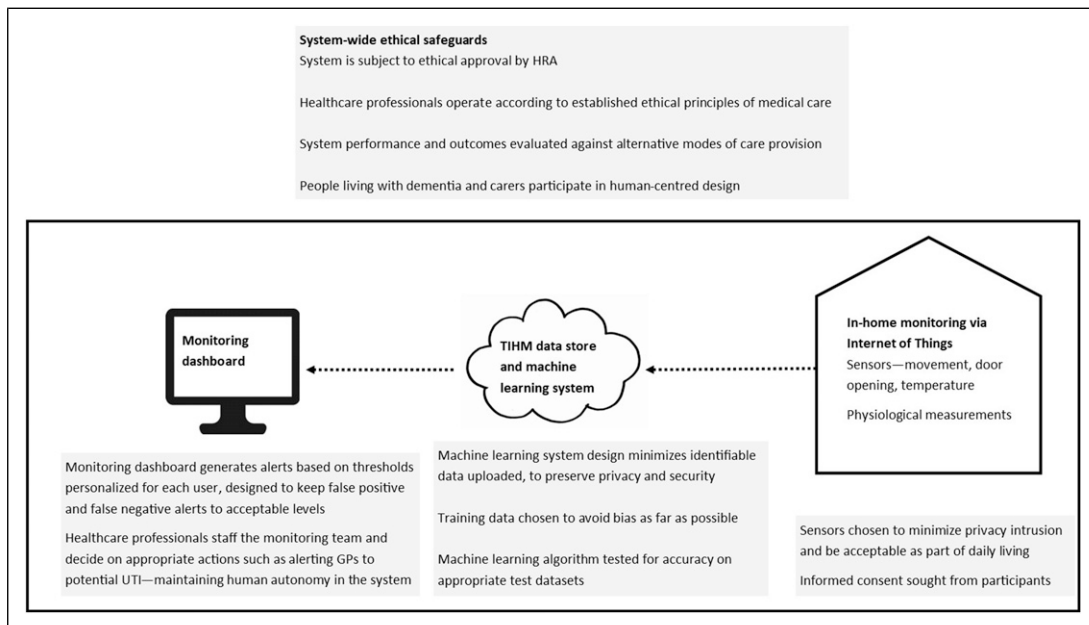 System-wide ethical safeguards
System is subject to ethical approval by HRA
Healthcare professionals operate according to established ethical principles of medical care
System performance and outcomes evaluated against alternative modes of care provision
People living with dementia and carers participate in human-centred design
Monitoring
dashboard
TIHM data store
and machine
learning system
In-home monitoring via
Internet of Things
Sensors—movement, door
opening, temperature
Physiological measurements
Monitoring dashboard generates alerts based on thresholds
personalized for each user, designed to keep false positive
and false negative alerts to acceptable levels
Healthcare professionals staff the monitoring team and
decide on appropriate actions such as alerting GPs to
potential UTI—maintaining human autonomy in the system
Machine learning system design minimizes identifiable
data uploaded, to preserve privacy and security
Training data chosen to avoid bias as far as possible
Machine learning algorithm tested for accuracy on
appropriate test datasets
Sensors chosen to minimize privacy intrusion
and be acceptable as part of daily living
Informed consent sought from participants